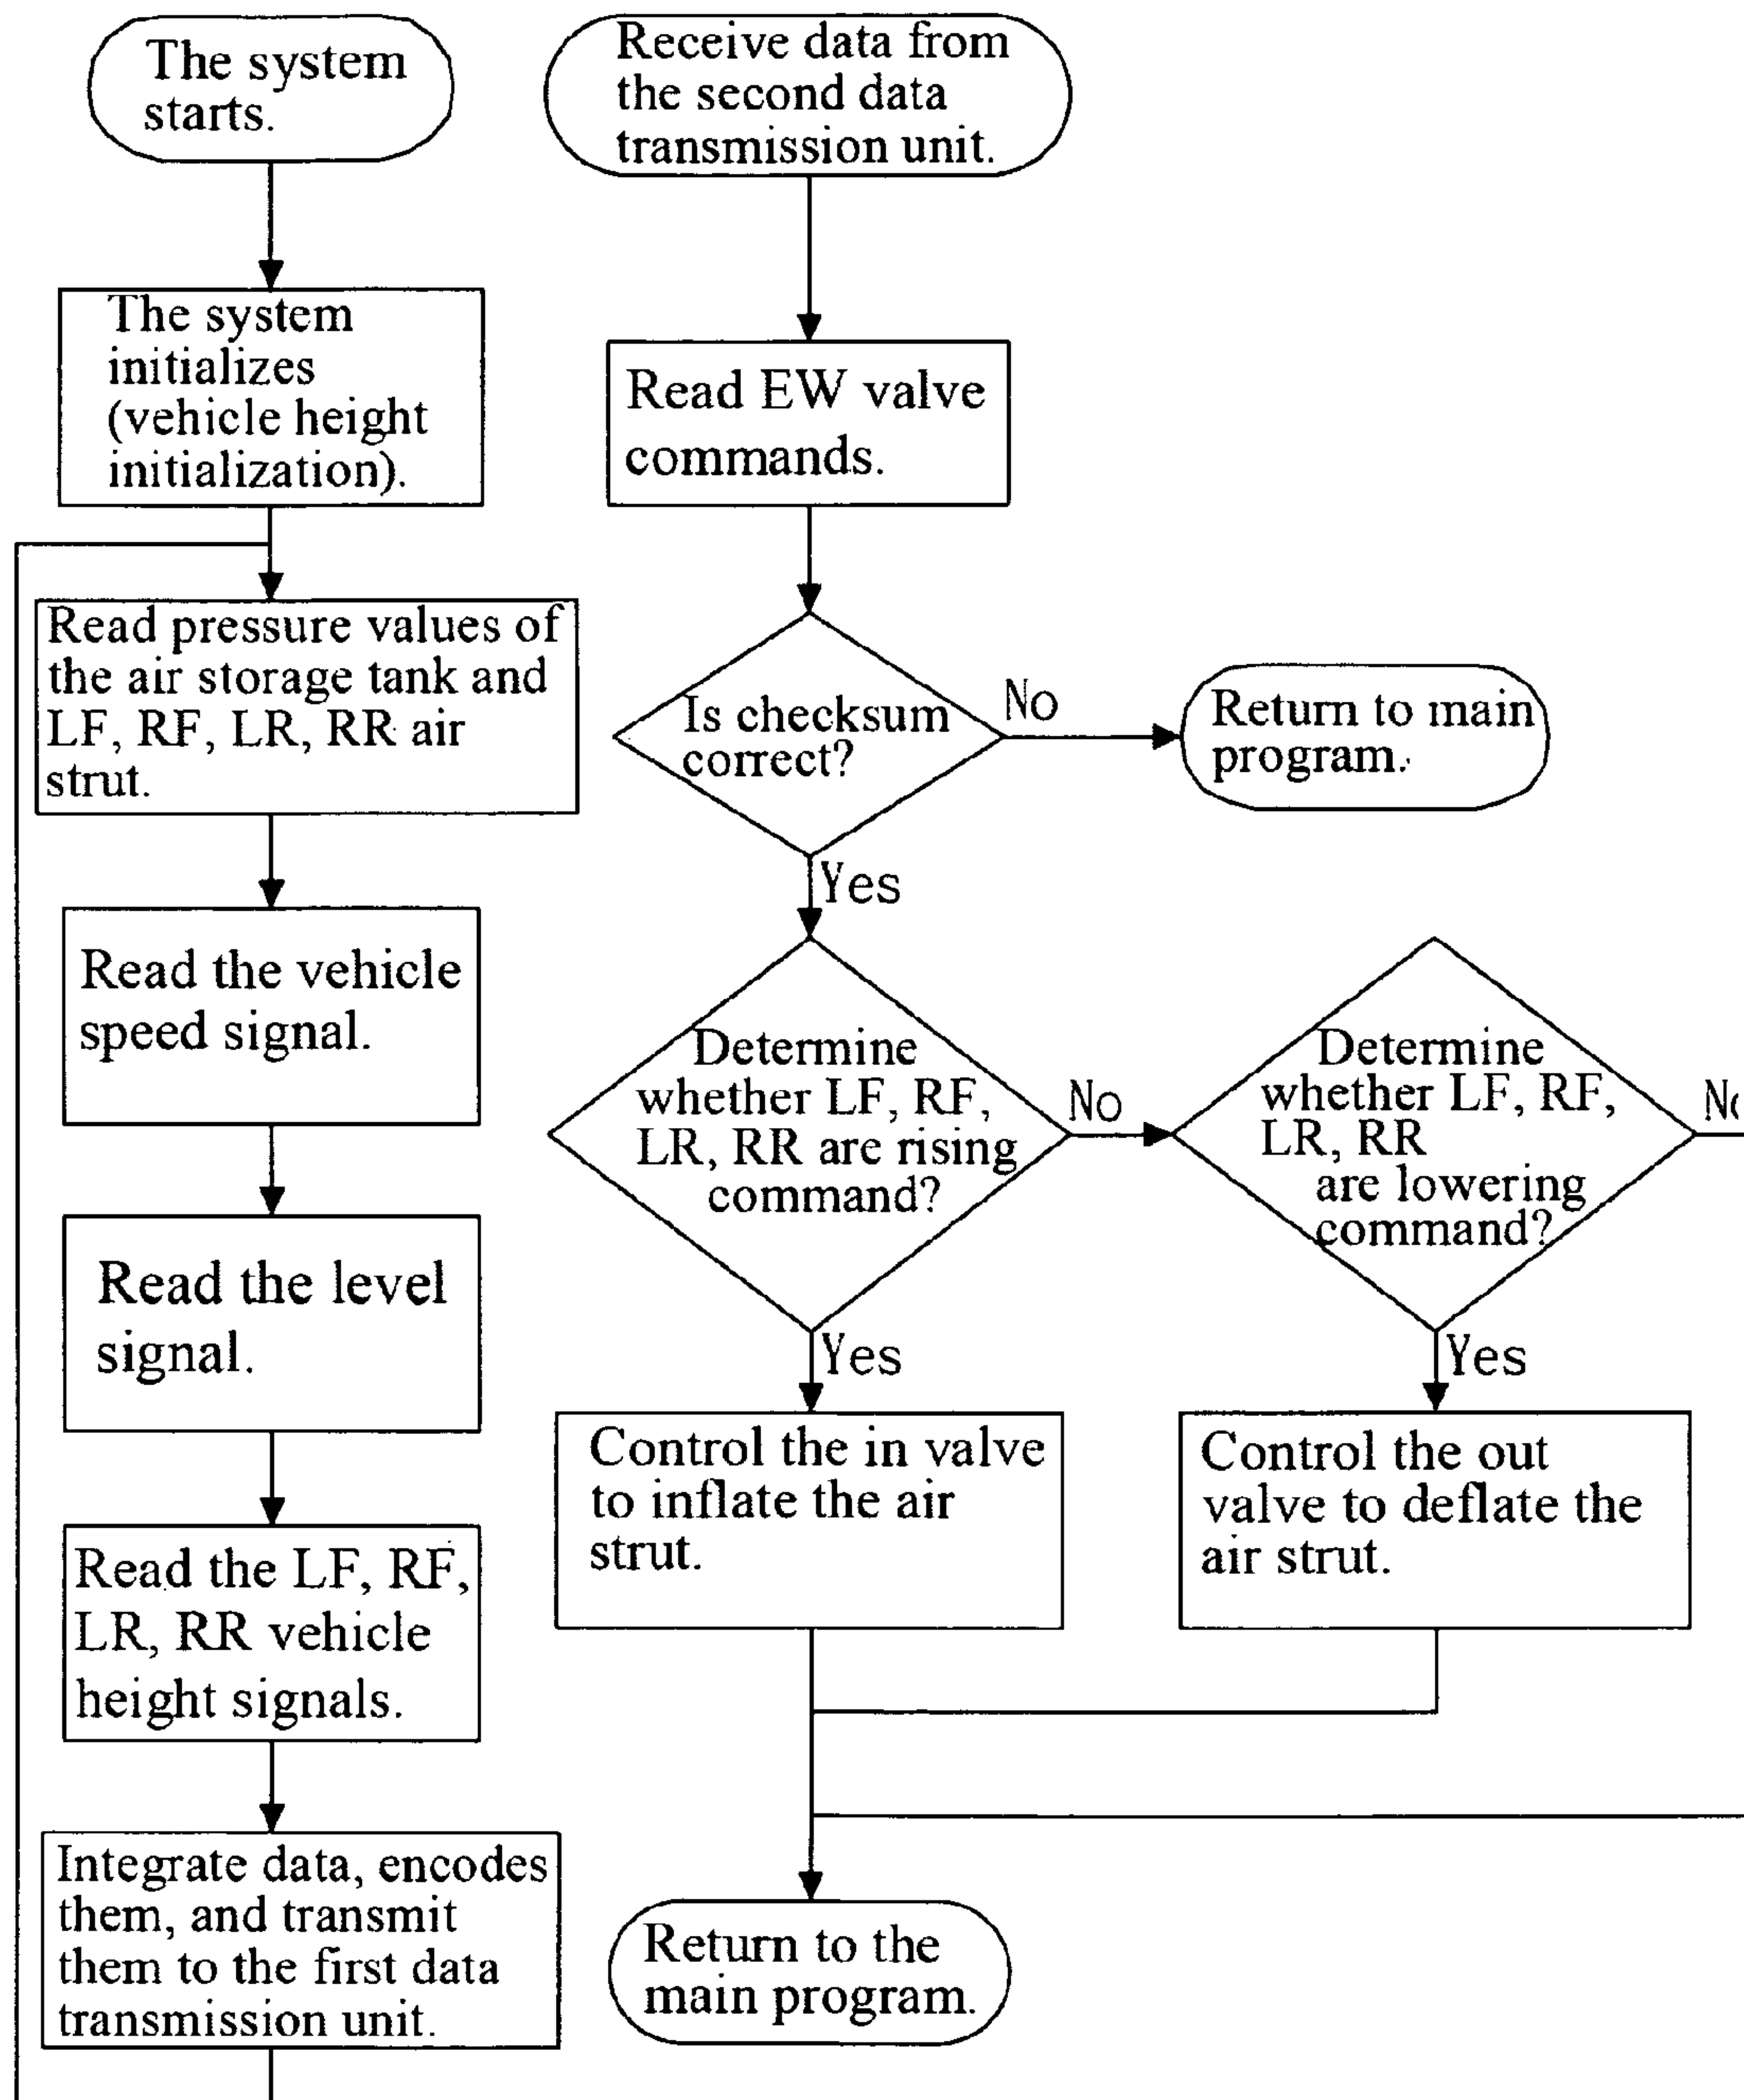 The system
starts.
The system
initializes
(vehicle height
initialization).
Read pressure values of
the air storage tank and
LF, RF, LR, RR air
strut.
Read the vehicle
speed signal.
Read the level
signal.
Read the LF, RF,
LR, RR vehicle
height signals.
Integrate data, encodes
them, and transmit
them to the first data
transmission unit.
Receive data from
the second data
transmission unit.
Read EW valve
commands.
Is checksum
correct?
No
Return to main
program.
Yes
Determine
whether LF, RF,
LR, RR are rising
command?
No
Determine
whether LF, RF,
LR, RR
are lowering
command?
Yes
Control the in valve
to inflate the air
strut.
Yes
Control the out
valve to deflate the
air strut.
Return to the
main program.